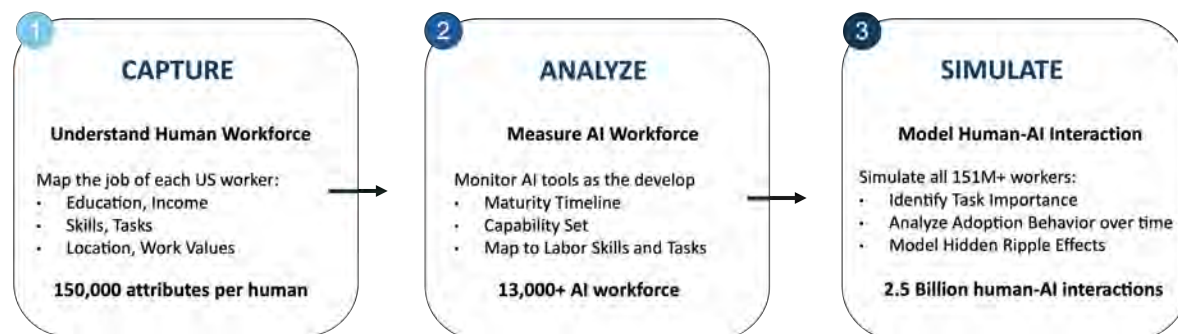 1
CAPTURE
Understand Human Workforce
Map the job of each US worker:
• Education, Income
• Skills, Tasks
• Location, Work Values
150,000 attributes per human
2
ANALYZE
Measure AI Workforce
Monitor AI tools as the develop
• Maturity Timeline
• Capability Set
• Map to Labor Skills and Tasks
13,000+ AI workforce
3
SIMULATE
Model Human-AI Interaction
Simulate all 151M+ workers:
• Identify Task Importance
• Analyze Adoption Behavior over time
• Model Hidden Ripple Effects
2.5 Billion human-AI interactions